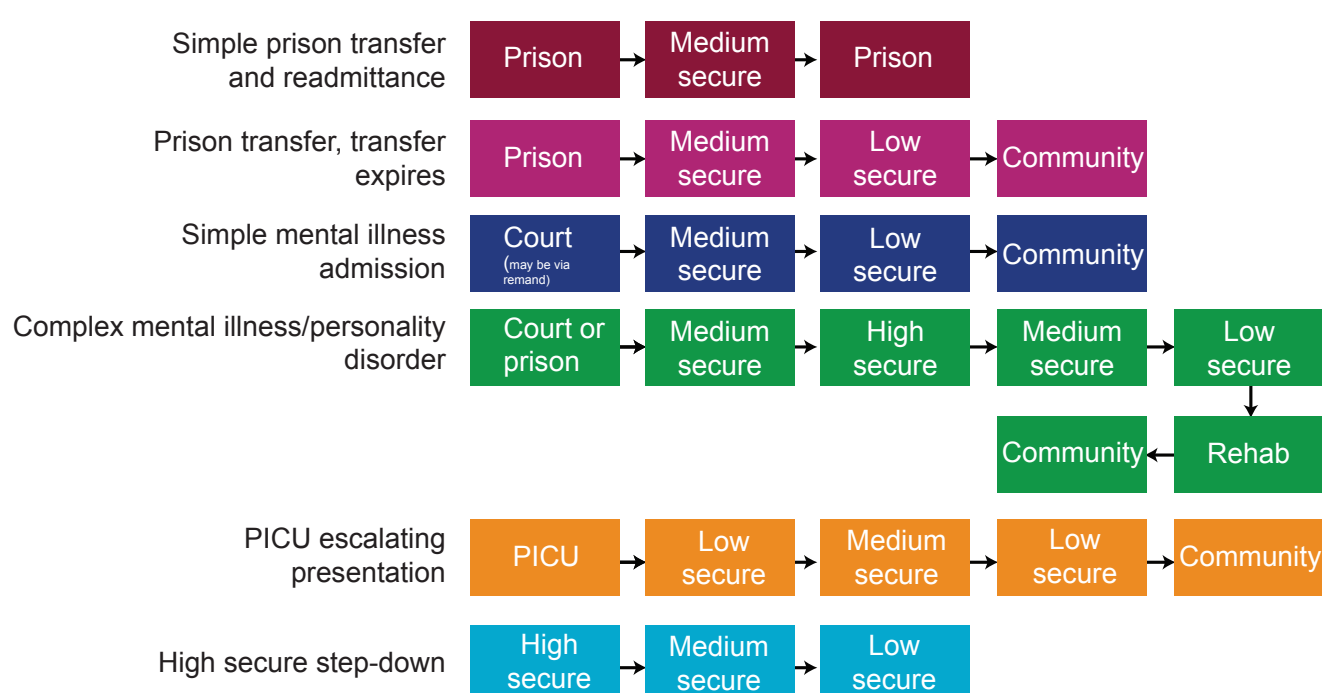 Simple prison transfer
and readmittance
Prison
Medium
secure
Prison
Prison transfer, transfer
expires
Prison
Medium
secure
Low
secure
Community
Simple mental illness
admission
Court
(may be via
remand)
Medium
secure
Low
secure
Community
Complex mental illness/personality
disorder
Court or
prison
Medium
secure
High
secure
Medium
secure
Low
secure
Community
Rehab
PICU escalating
presentation
PICU
Low
secure
Medium
secure
Low
secure
Community
High secure step-down
High
secure
Medium
secure
Low
secure